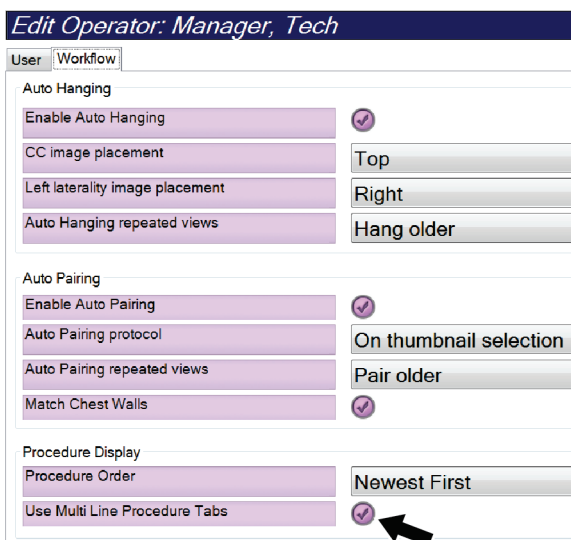 Edit Operator: Manager, Tech
User Workflow
Auto Hanging
Enable Auto Hanging
CC image placement Top
Left laterality image placement Right
Auto Hanging repeated views Hang older
Auto Pairing
Enable Auto Pairing
Auto Pairing protocol On thumbnail selection
Auto Pairing repeated views Pair older
Match Chest Walls
Procedure Display
Procedure Order Newest First
Use Multi Line Procedure Tabs